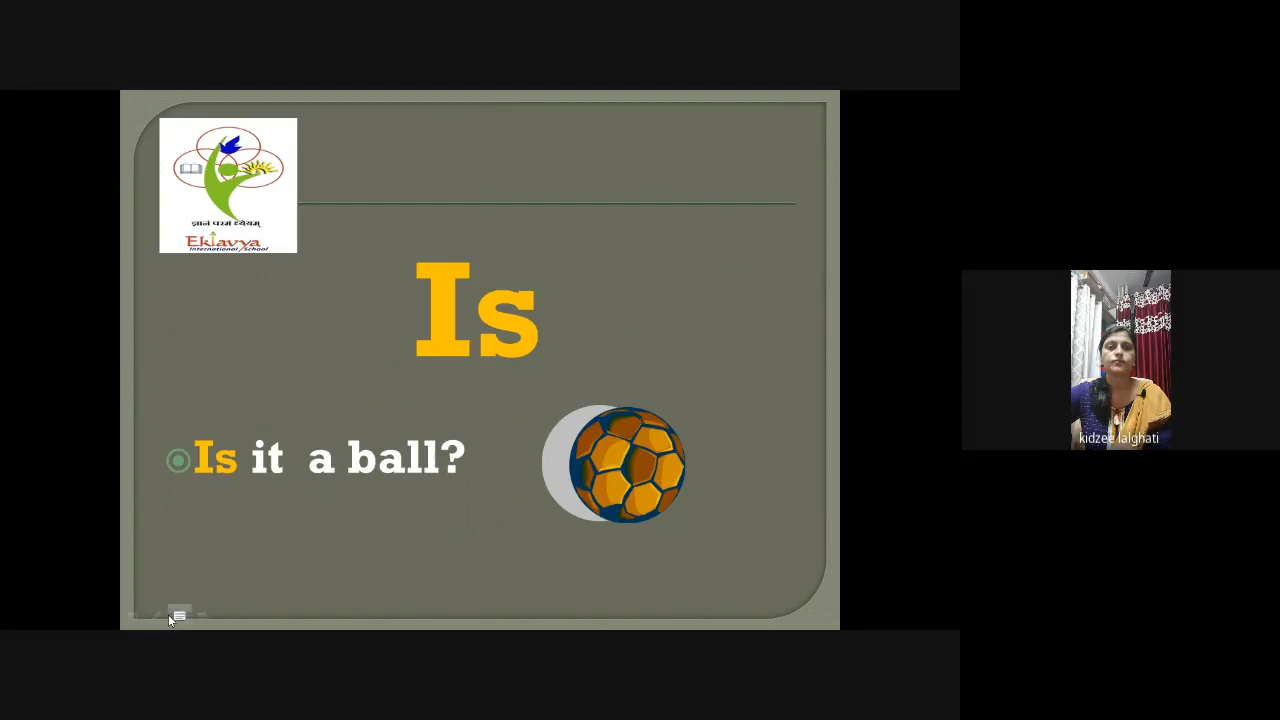 ज्ञानं परमं ध्येयम्
Eklavya
International School
Is
Is it a ball?
kidzee lalghati